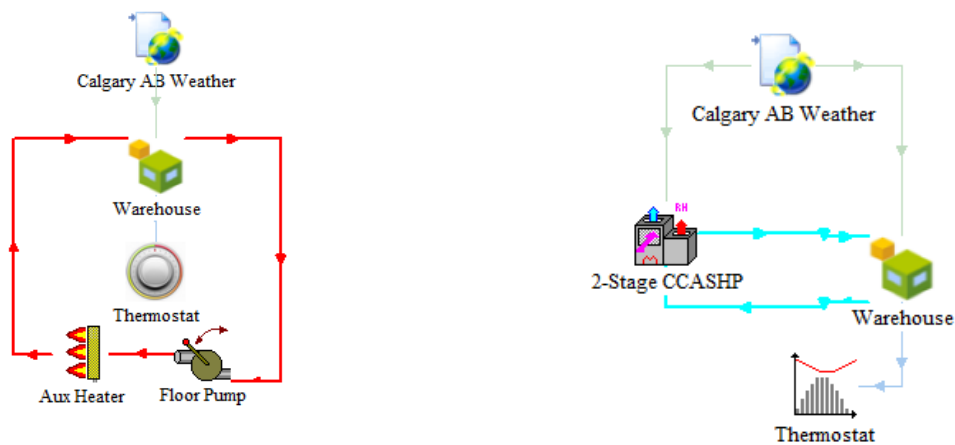 Calgary AB Weather
Warehouse
Thermostat
Aux Heater
Floor Pump
Calgary AB Weather
RH
2-Stage CCASHP
Warehouse
Thermostat